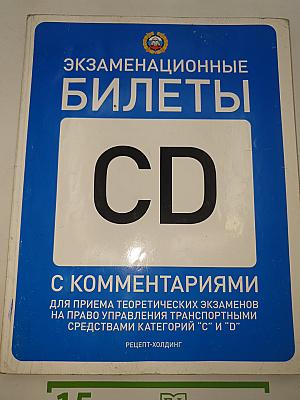 ЭКЗАМЕНАЦИОННЫЕ
БИЛЕТЫ
CD
С КОММЕНТАРИЯМИ
ДЛЯ ПРИЕМА ТЕОРЕТИЧЕСКИХ ЭКЗАМЕНОВ
НА ПРАВО УПРАВЛЕНИЯ ТРАНСПОРТНЫМИ
СРЕДСТВАМИ КАТЕГОРИЙ "C" И "D"
РЕЦЕПТ-ХОЛДИНГ